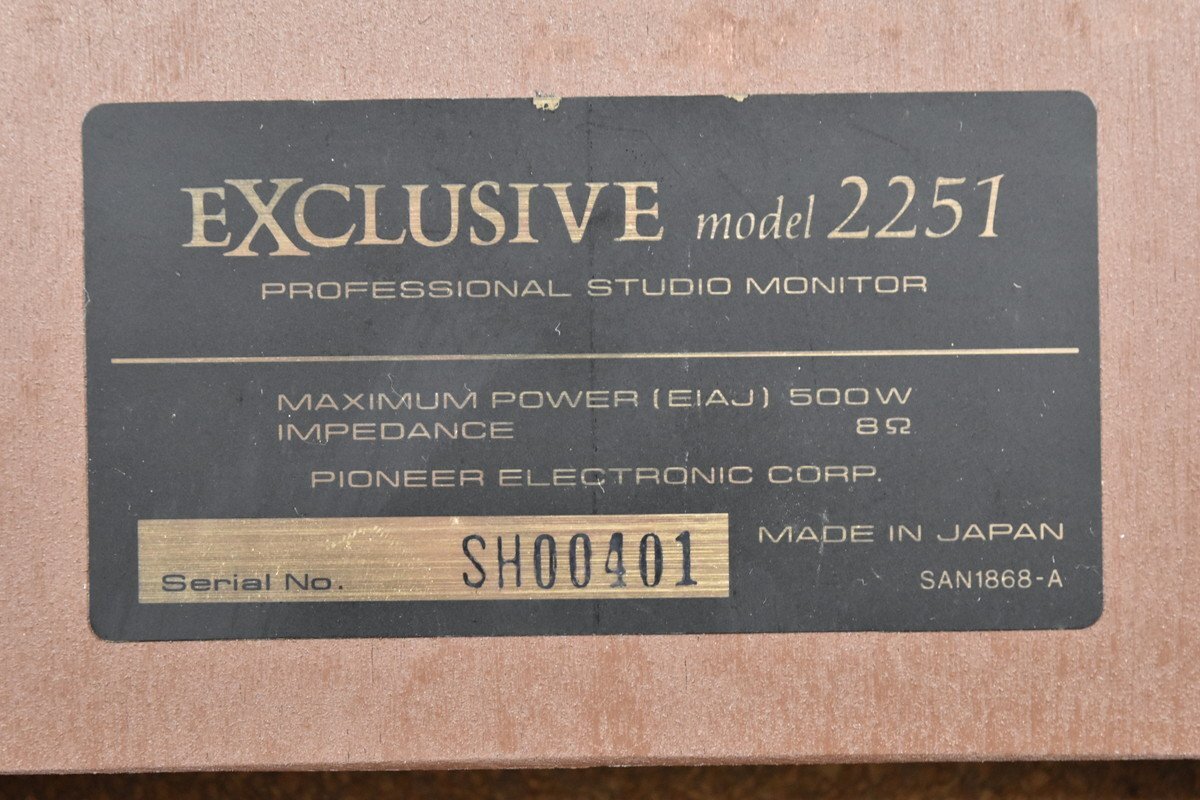 EXCLUSIVE model 2251
PROFESSIONAL STUDIO MONITOR
MAXIMUM POWER (EIAJ) 500W
IMPEDANCE 8Ω
PIONEER ELECTRONIC CORP.
MADE IN JAPAN
Serial No. SH00401
SAN1868-A